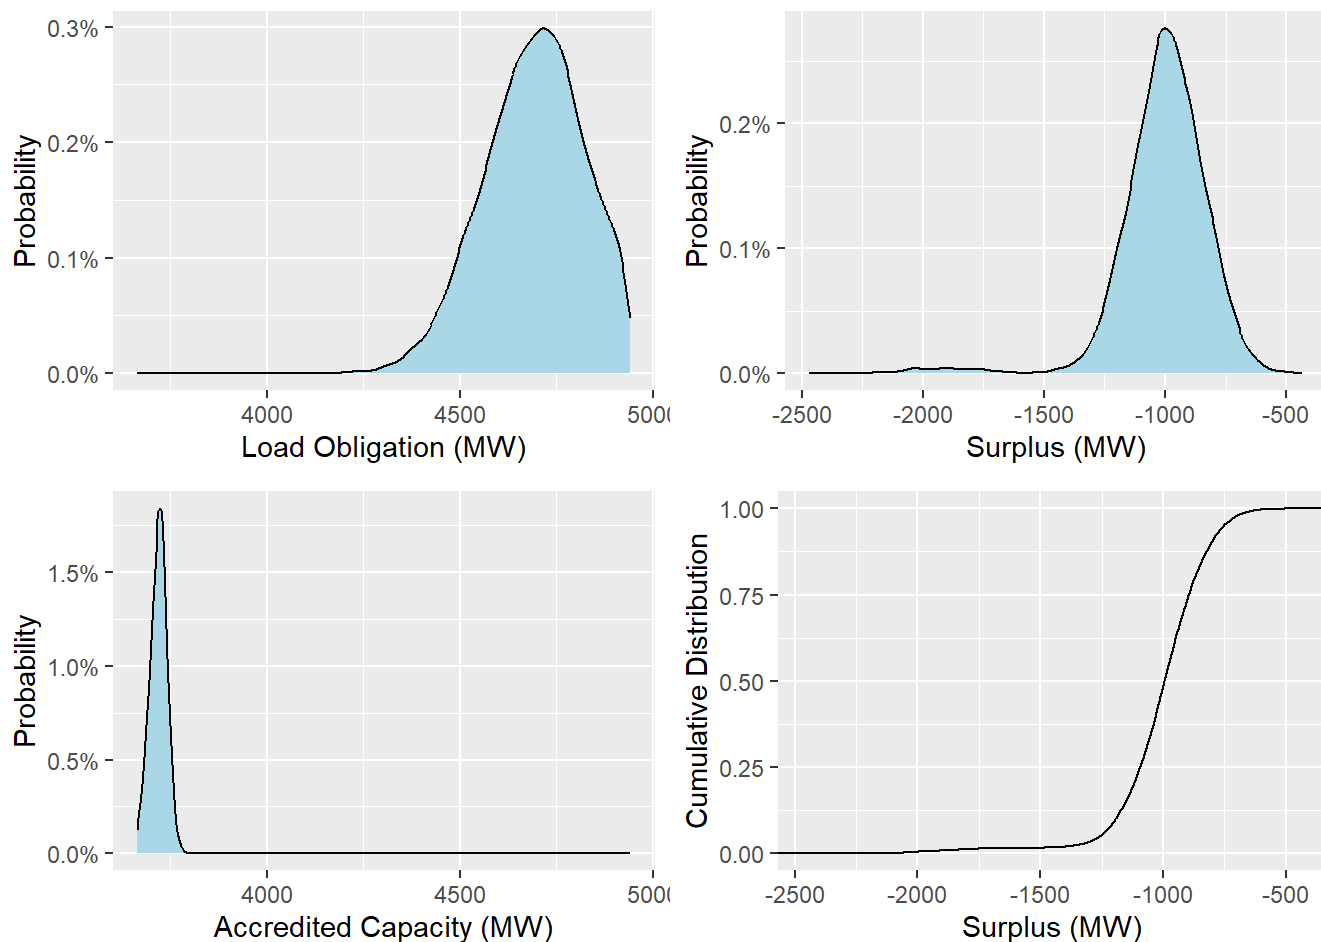 0.3%
0.2%
0.1%
0.0%
Probability
4000 4500 5000
Load Obligation (MW)
0.2%
0.1%
0.0%
Probability
-2500 -2000 -1500 -1000 -500
Surplus (MW)
1.5%
1.0%
0.5%
0.0%
Probability
4000 4500 5000
Accredited Capacity (MW)
1.00
0.75
0.50
0.25
0.00
Cumulative Distribution
-2500 -2000 -1500 -1000 -500
Surplus (MW)